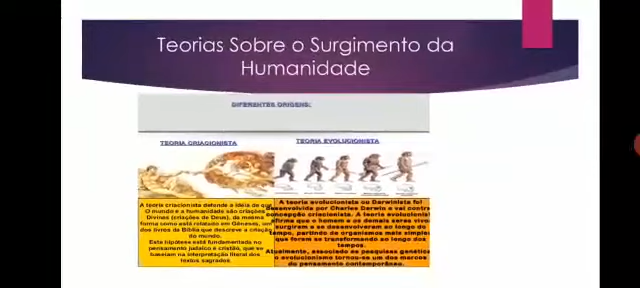 Teorias Sobre o Surgimento da
Humanidade
DIFERENTES ORIGENS:
TEORIA CRIACIONISTA
TEORIA EVOLUCIONISTA
A teoria criacionista defende a ideia de que
O mundo e a humanidade são criações
Divinas (criações de Deus), da mesma
forma como está relatado em Gênesis, um
dos livros da Bíblia que descreve a criação
do mundo.
Esta hipótese está fundamentada no
pensamento judaico e cristão, que se
baseiam na interpretação literal dos
textos sagrados
A teoria evolucionista ou Darwinista foi
desenvolvida por Charles Darwin e vai contra
concepção criacionista. A teoria evolucionista
afirma que o homem e os demais seres vivos
surgiram e se desenvolveram ao longo do
tempo, partindo de organismos mais simples
que foram se transformando ao longo dos
tempos.
Atualmente, associado as pesquisas genéticas
o evolucionismo tornou-se um dos marcos
do pensamento contemporâneo.